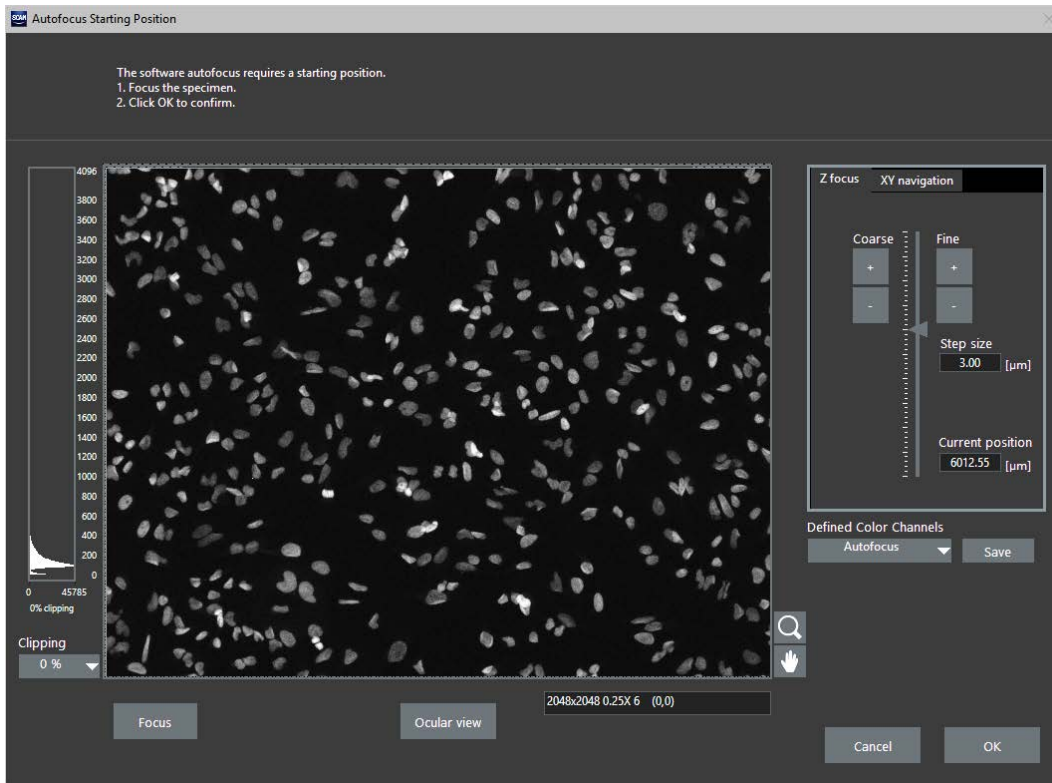 SCAN Autofocus Starting Position
The software autofocus requires a starting position.
1. Focus the specimen.
2. Click OK to confirm.
4096
3800
3600
3400
3200
3000
2800
2600
2400
2200
2000
1800
1600
1400
1200
1000
800
600
400
200
0
0 45785
0% clipping
Clipping
0 %
Focus
Ocular view
2048x2048 0.25X 6 (0,0)
Z focus XY navigation
Coarse Fine
+ +
- -
Step size
3.00 [µm]
Current position
6012.55 [µm]
Defined Color Channels
Autofocus Save
Cancel OK